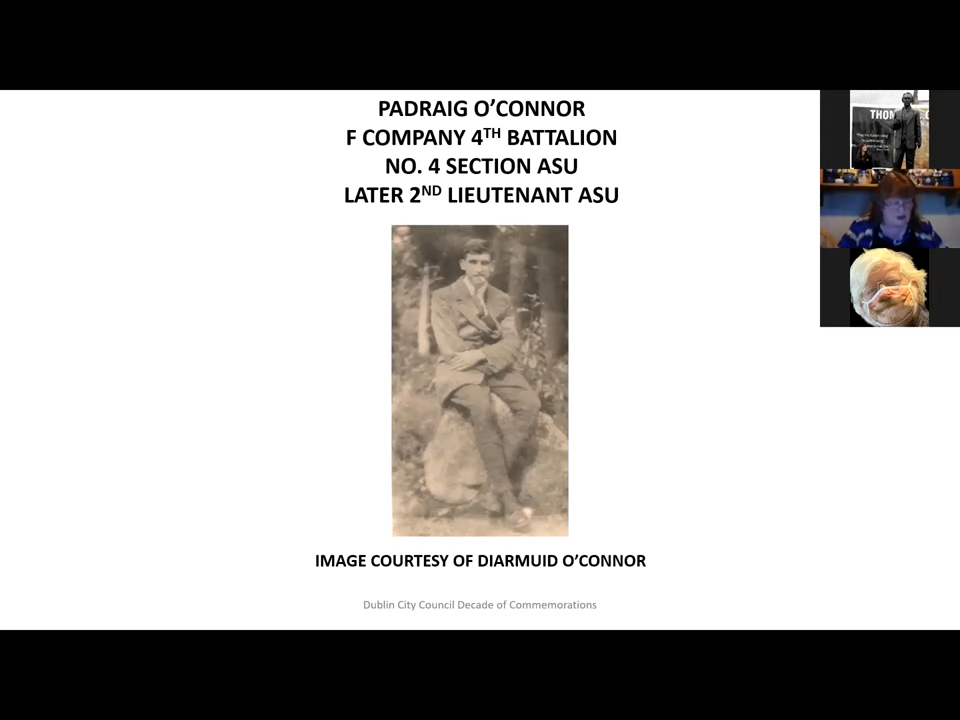 PADRAIG O'CONNOR
F COMPANY 4TH BATTALION
NO. 4 SECTION ASU
LATER 2ND LIEUTENANT ASU
IMAGE COURTESY OF DIARMUID O'CONNOR
Dublin City Council Decade of Commemorations